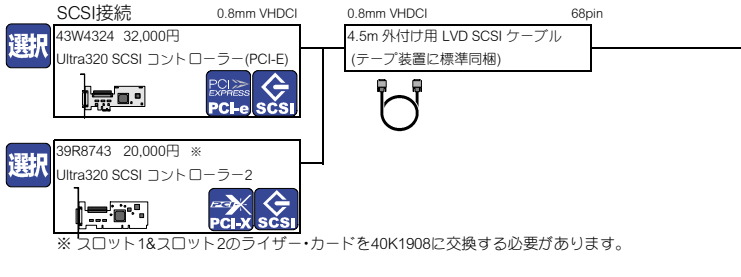 SCSI接続 0.8mm VHDCI 0.8mm VHDCI 68pin
選択
43W4324 32,000円
Ultra320 SCSI コントローラー(PCI-E)
PCI EXPRESS
PCI-e SCSI
4.5m 外付け用 LVD SCSI ケーブル
(テープ装置に標準同梱)
選択
39R8743 20,000円 ※
Ultra320 SCSI コントローラー2
PCI-X
PCI-X SCSI
※ スロット1&スロット2のライザー・カードを40K1908に交換する必要があります。